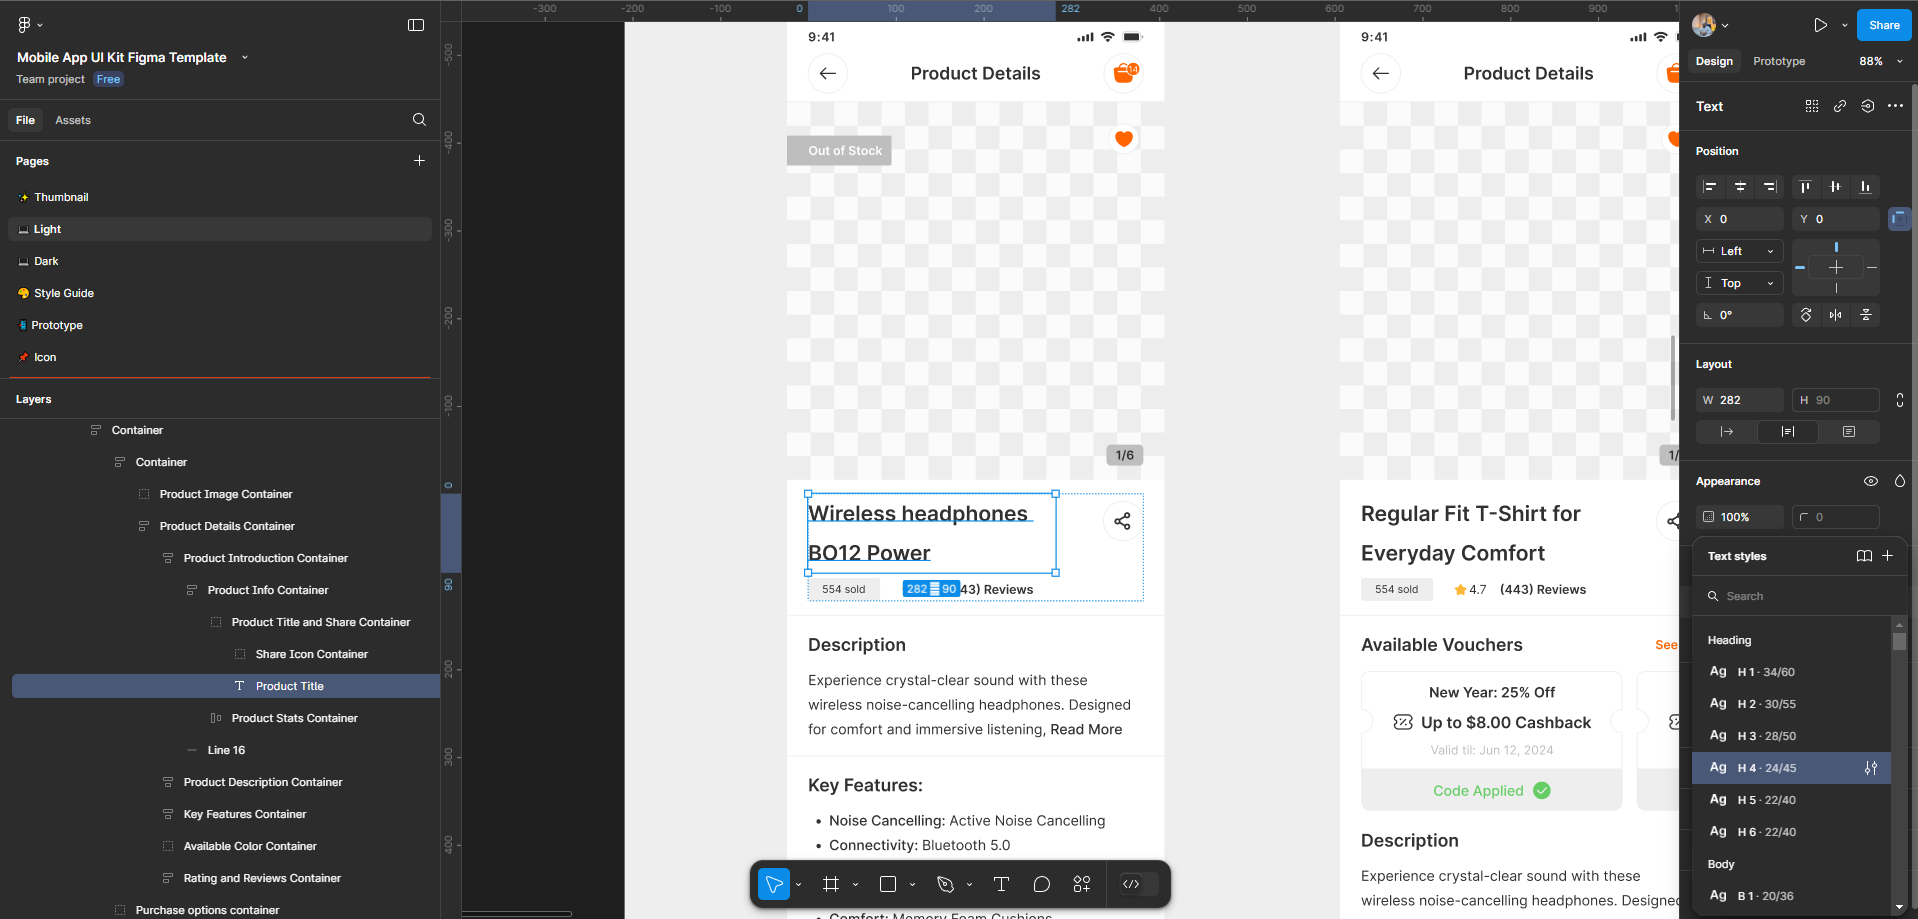 Mobile App UI Kit Figma Template
Team project Free
File Assets
Pages
Thumbnail
Light
Dark
Style Guide
Prototype
Icon
Layers
Container
Container
Product Image Container
Product Details Container
Product Introduction Container
Product Info Container
Product Title and Share Container
Share Icon Container
Product Title
Product Stats Container
Line 16
Product Description Container
Key Features Container
Available Color Container
Rating and Reviews Container
Purchase options container
-300 -200 -100 0 100 200 282 400 500 600 700 800 900
-500
-400
-300
-200
-100
0
90
200
300
400
9:41
Product Details
14
Out of Stock
1/6
Wireless headphones
BO12 Power
554 sold 282 90 43) Reviews
Description
Experience crystal-clear sound with these
wireless noise-cancelling headphones. Designed
for comfort and immersive listening, Read More
Key Features:
• Noise Cancelling: Active Noise Cancelling
• Connectivity: Bluetooth 5.0
Comfort: Memory Foam Cushions
9:41
Product Details
1/
Regular Fit T-Shirt for
Everyday Comfort
554 sold 4.7 (443) Reviews
Available Vouchers See
New Year: 25% Off
Up to $8.00 Cashback
Valid til: Jun 12, 2024
Code Applied
Description
Experience crystal-clear sound with these
wireless noise-cancelling headphones. Designed
Share
Design Prototype 88%
Text
Position
X 0 Y 0
Left
Top
0°
Layout
W 282 H 90
Appearance
100% 0
Text styles
Search
Heading
Ag H 1 · 34/60
Ag H 2 · 30/55
Ag H 3 · 28/50
Ag H 4 · 24/45
Ag H 5 · 22/40
Ag H 6 · 22/40
Body
Ag B 1 · 20/36